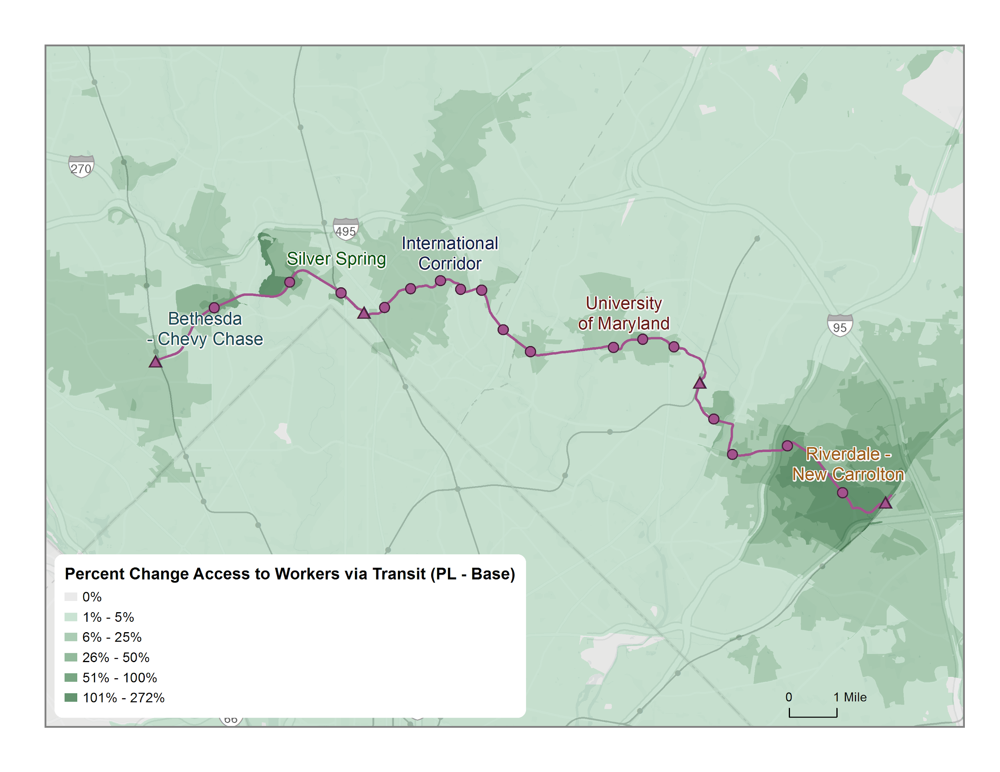 270
495
International
Corridor
Silver Spring
University
of Maryland
Bethesda
- Chevy Chase
95
Riverdale -
New Carrolton
Percent Change Access to Workers via Transit (PL - Base)
0%
1% - 5%
6% - 25%
26% - 50%
51% - 100%
101% - 272%
0 1 Mile
66